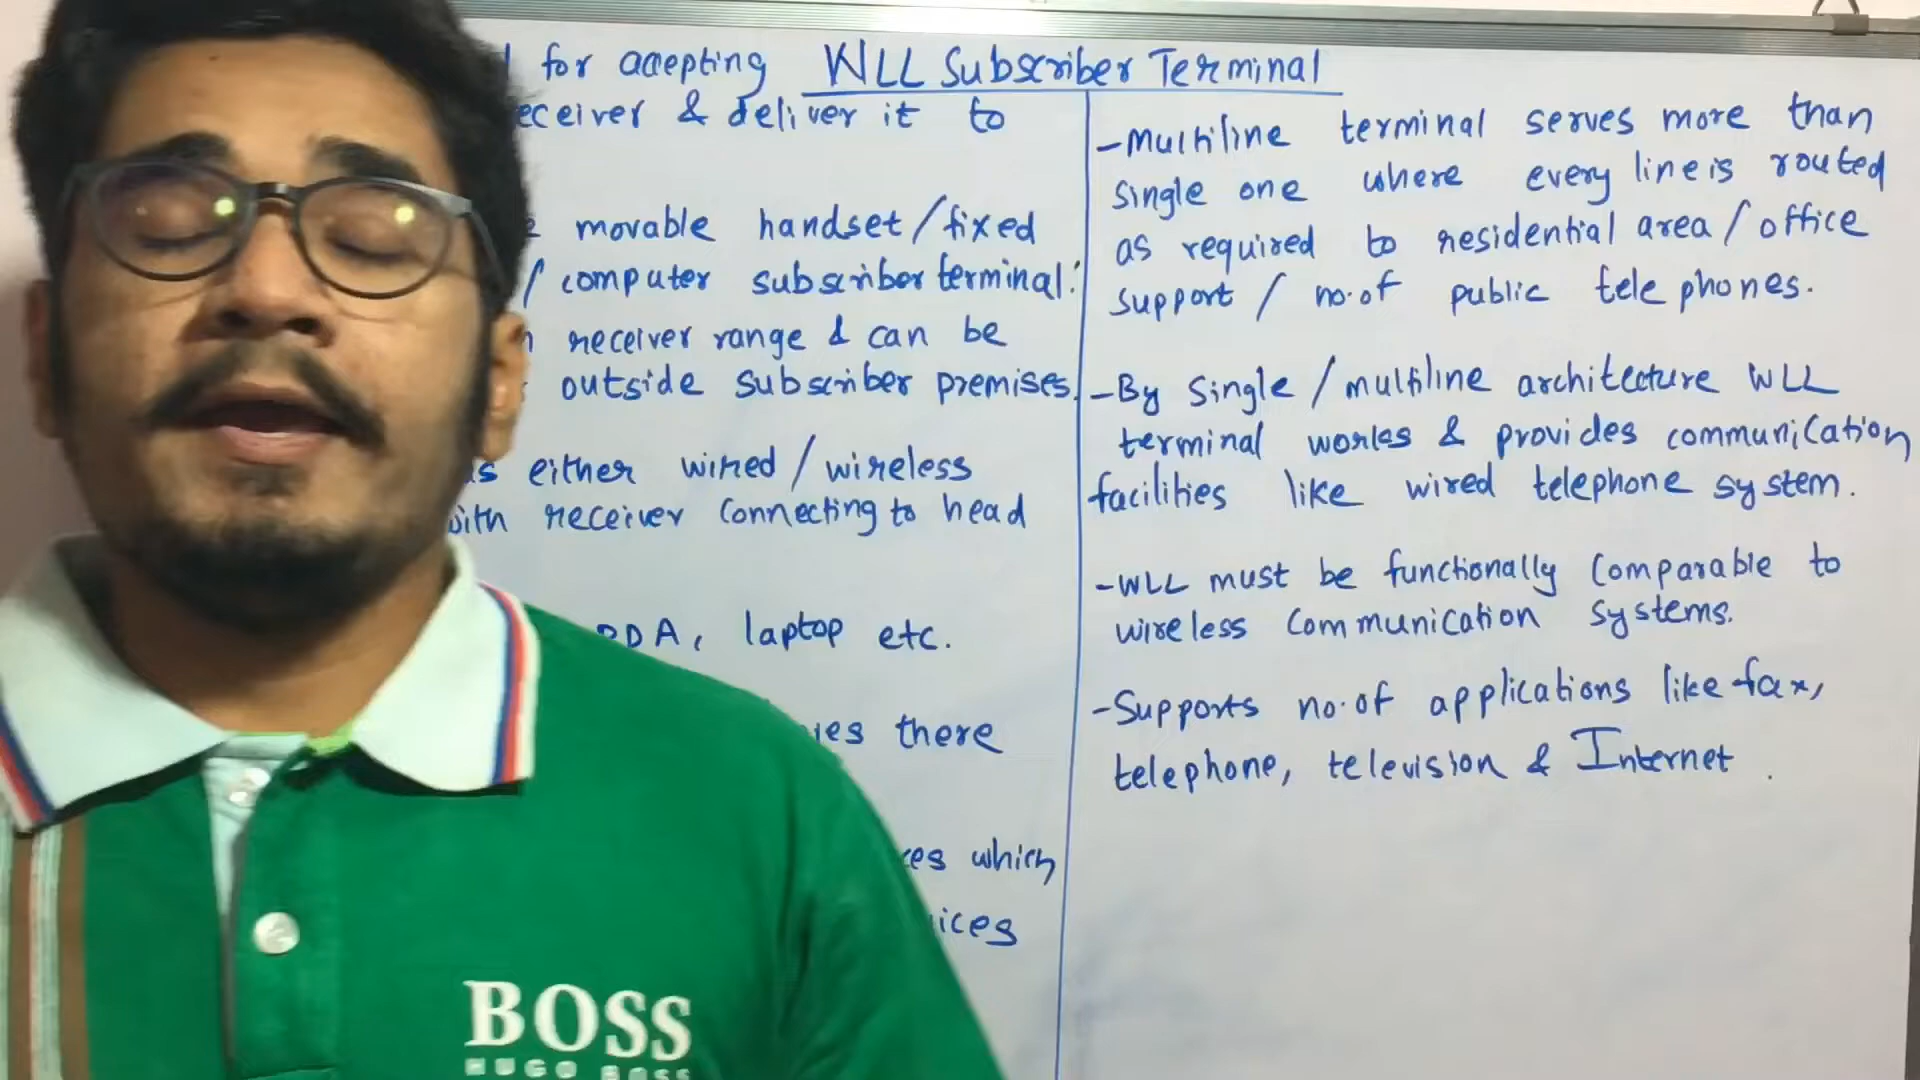 for accepting WLL Subscriber Terminal
eceiver & deliver it to
movable handset/fixed
/ computer subscriber terminal.
receiver range & can be
outside subscriber premises.
is either wired / wireless
with receiver connecting to head
PDA, laptop etc.
ies there
ces which
ices
- Multiline terminal serves more than
single one where every line is routed
as required to residential area / office
support / no. of public telephones.
- By single / multiline architecture WLL
terminal works & provides communication
facilities like wired telephone system.
- WLL must be functionally comparable to
wireless communication systems.
- Supports no. of applications like fax,
telephone, television & Internet.
BOSS
HUGO BOSS